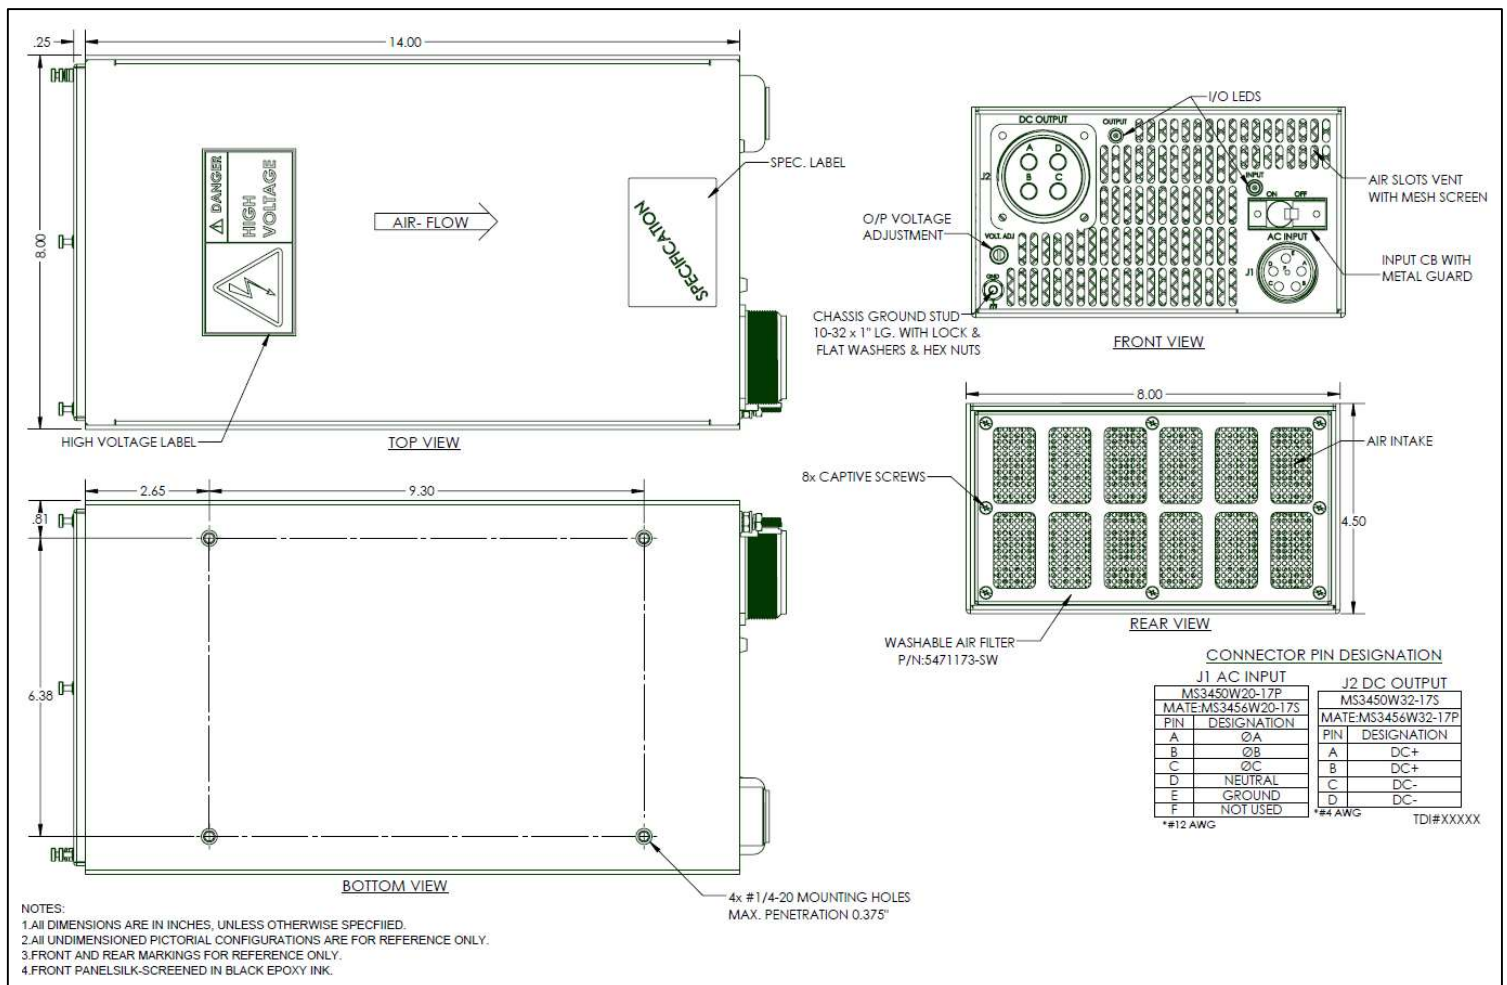 .25
14.00
8.00
⚠ DANGER
HIGH
VOLTAGE
AIR- FLOW
SPECIFICATION
SPEC. LABEL
HIGH VOLTAGE LABEL
TOP VIEW
I/O LEDS
DC OUTPUT
OUTPUT
A D
B C
J2
INPUT
ON OFF
AC INPUT
J1
E
D A
F
C B
VOLT. ADJ
GND
AIR SLOTS VENT
WITH MESH SCREEN
O/P VOLTAGE
ADJUSTMENT
INPUT CB WITH
METAL GUARD
CHASSIS GROUND STUD
10-32 x 1" LG. WITH LOCK &
FLAT WASHERS & HEX NUTS
FRONT VIEW
8.00
AIR INTAKE
8x CAPTIVE SCREWS
4.50
REAR VIEW
WASHABLE AIR FILTER
P/N:5471173-SW
2.65
9.30
.81
6.38
BOTTOM VIEW
4x #1/4-20 MOUNTING HOLES
MAX. PENETRATION 0.375"
CONNECTOR PIN DESIGNATION
J1 AC INPUT
MS3450W20-17P
MATE:MS3456W20-17S
PIN DESIGNATION
A ØA
B ØB
C ØC
D NEUTRAL
E GROUND
F NOT USED
*#12 AWG
J2 DC OUTPUT
MS3450W32-17S
MATE:MS3456W32-17P
PIN DESIGNATION
A DC+
B DC+
C DC-
D DC-
*#4 AWG
TDI#XXXXX
NOTES:
1.All DIMENSIONS ARE IN INCHES, UNLESS OTHERWISE SPECFIIED.
2.All UNDIMENSIONED PICTORIAL CONFIGURATIONS ARE FOR REFERENCE ONLY.
3.FRONT AND REAR MARKINGS FOR REFERENCE ONLY.
4.FRONT PANELSILK-SCREENED IN BLACK EPOXY INK.